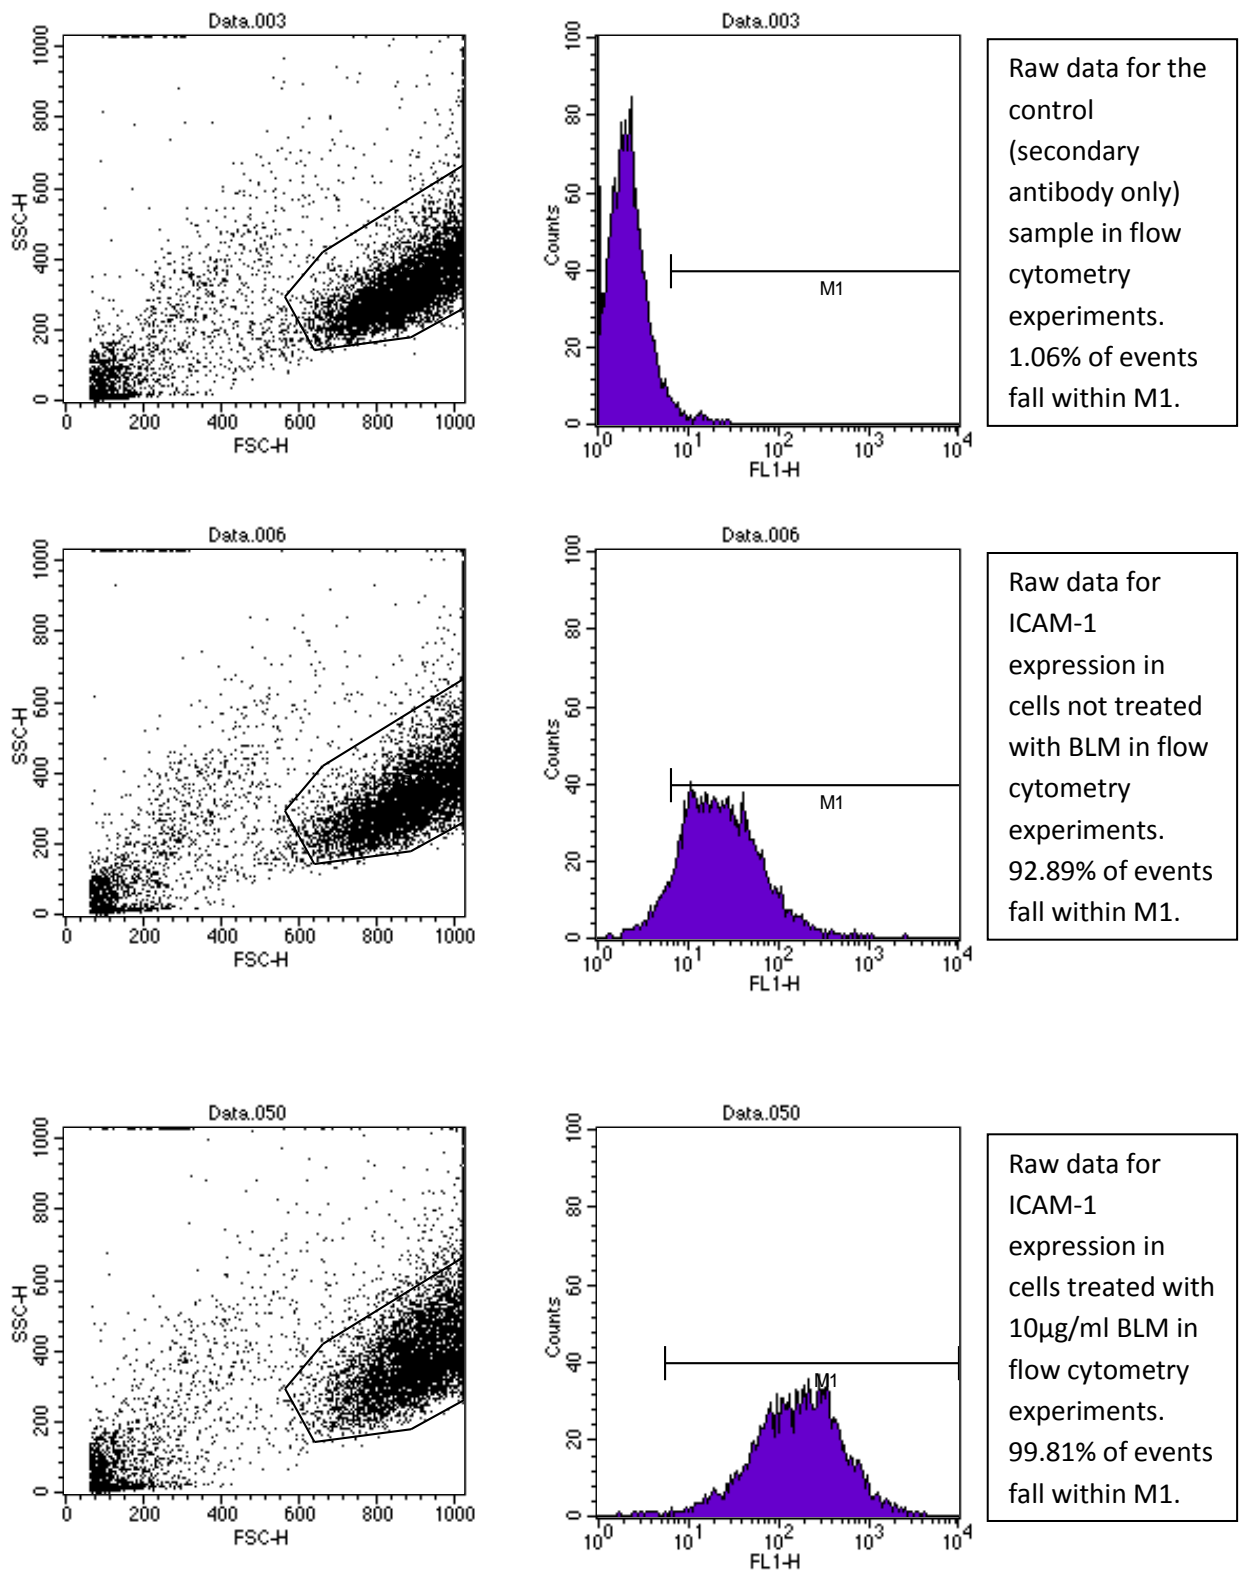 Data.003
1000
800
600
400
200
0
SSC-H
0 200 400 600 800 1000
FSC-H
Data.003
100
80
60
40
20
0
Counts
M1
10^0 10^1 10^2 10^3 10^4
FL1-H
Raw data for the
control
(secondary
antibody only)
sample in flow
cytometry
experiments.
1.06% of events
fall within M1.
Data.006
1000
800
600
400
200
0
SSC-H
0 200 400 600 800 1000
FSC-H
Data.006
100
80
60
40
20
0
Counts
M1
10^0 10^1 10^2 10^3 10^4
FL1-H
Raw data for
ICAM-1
expression in
cells not treated
with BLM in flow
cytometry
experiments.
92.89% of events
fall within M1.
Data.050
1000
800
600
400
200
0
SSC-H
0 200 400 600 800 1000
FSC-H
Data.050
100
80
60
40
20
0
Counts
M1
10^0 10^1 10^2 10^3 10^4
FL1-H
Raw data for
ICAM-1
expression in
cells treated with
10µg/ml BLM in
flow cytometry
experiments.
99.81% of events
fall within M1.